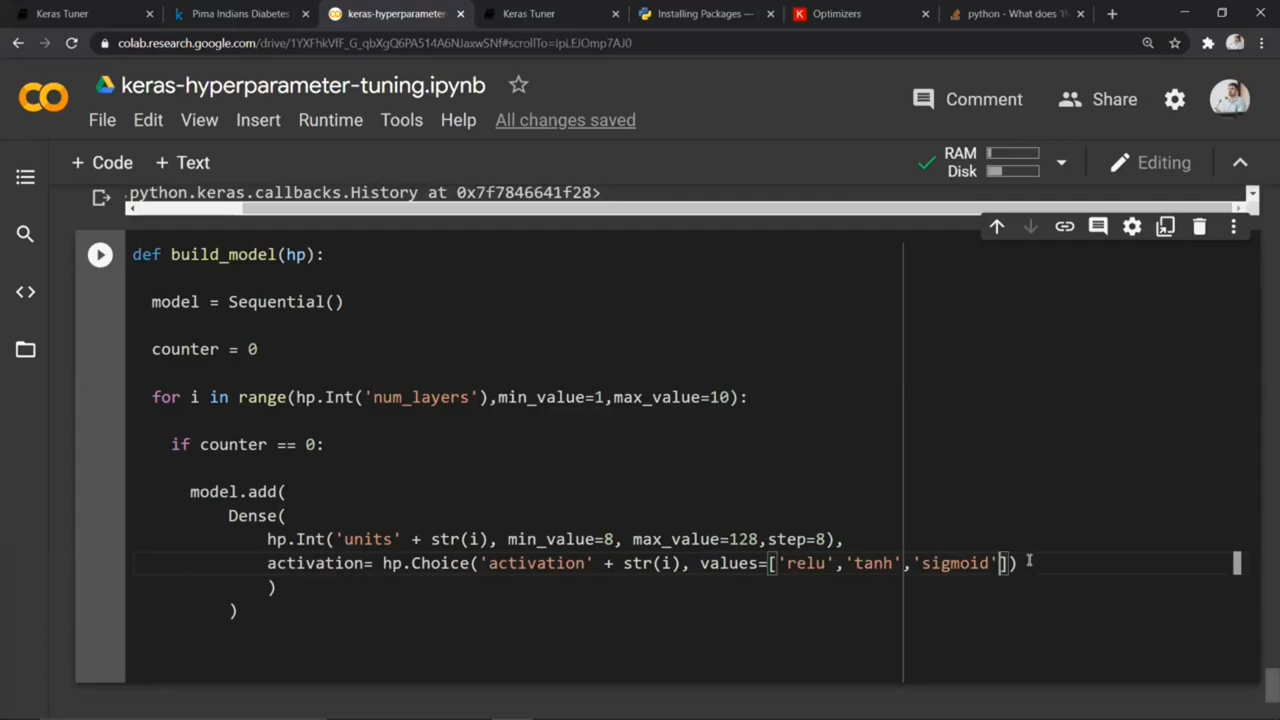 Keras Tuner
Pima Indians Diabetes
keras-hyperparameter
Keras Tuner
Installing Packages —
Optimizers
python - What does
colab.research.google.com/drive/1YXFhkVfF_G_qbXgQ6PA514A6NJaxwSNf#scrollTo=ipLEJOmp7AJ0
CO
keras-hyperparameter-tuning.ipynb
Comment
Share
File Edit View Insert Runtime Tools Help All changes saved
+ Code + Text
RAM
Disk
Editing
.python.keras.callbacks.History at 0x7f7846641f28>
def build_model(hp):
model = Sequential()
counter = 0
for i in range(hp.Int('num_layers'),min_value=1,max_value=10):
if counter == 0:
model.add(
Dense(
hp.Int('units' + str(i), min_value=8, max_value=128,step=8),
activation= hp.Choice('activation' + str(i), values=['relu','tanh','sigmoid'])
)
)